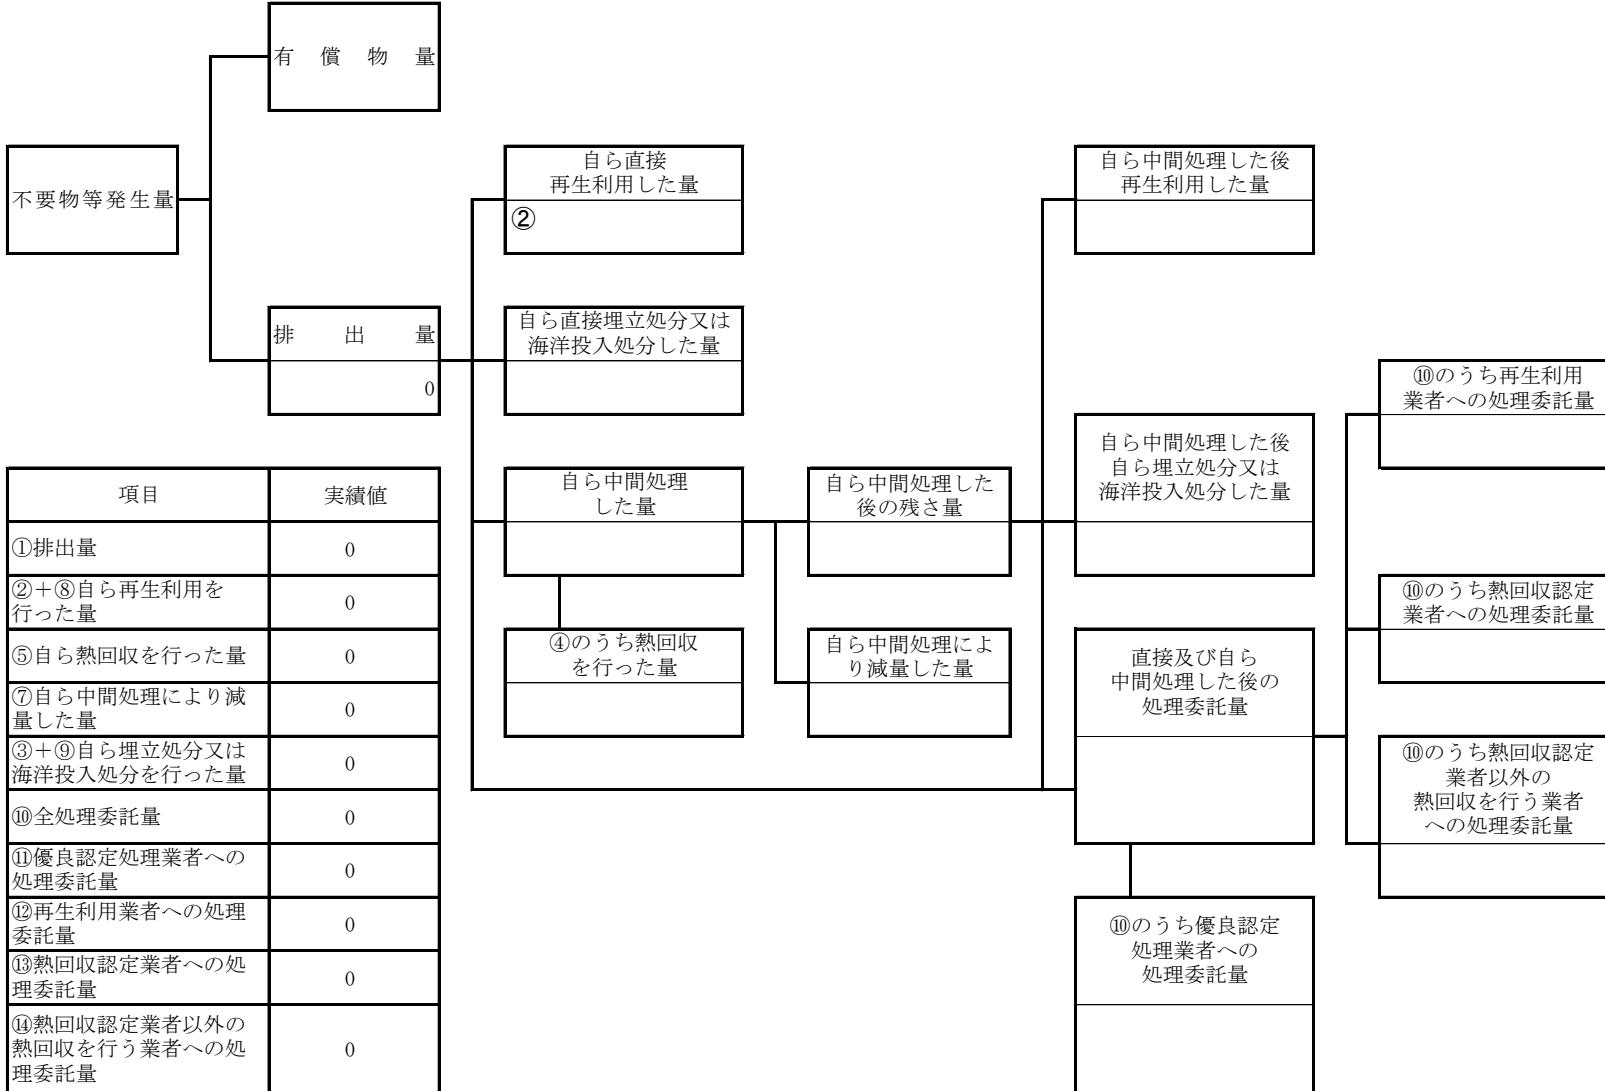 有償物量
不要物等発生量
自ら直接
再生利用した量
②
自ら中間処理した後
再生利用した量
排出量
0
自ら直接埋立処分又は
海洋投入処分した量
⑩のうち再生利用
業者への処理委託量
自ら中間処理
した量
自ら中間処理した
後の残さ量
自ら中間処理した後
自ら埋立処分又は
海洋投入処分した量
⑩のうち熱回収認定
業者への処理委託量
④のうち熱回収
を行った量
自ら中間処理によ
り減量した量
直接及び自ら
中間処理した後の
処理委託量
⑩のうち熱回収認定
業者以外の
熱回収を行う業者
への処理委託量
⑩のうち優良認定
処理業者への
処理委託量
項目 実績値
①排出量 0
②+⑧自ら再生利用を
行った量 0
⑤自ら熱回収を行った量 0
⑦自ら中間処理により減
量した量 0
③+⑨自ら埋立処分又は
海洋投入処分を行った量 0
⑩全処理委託量 0
⑪優良認定処理業者への
処理委託量 0
⑫再生利用業者への処理
委託量 0
⑬熱回収認定業者への処
理委託量 0
⑭熱回収認定業者以外の
熱回収を行う業者への処
理委託量 0